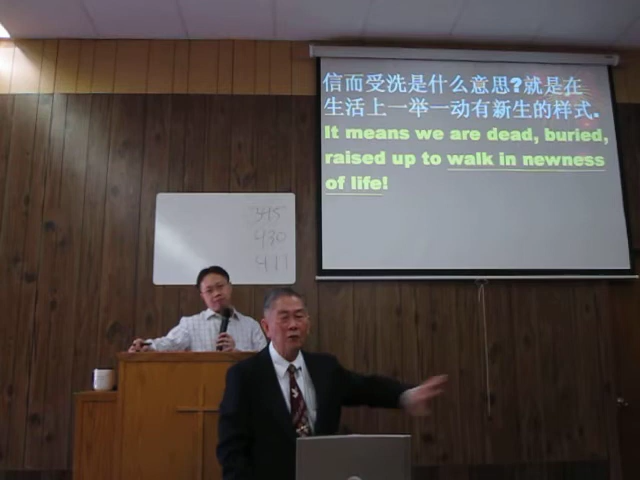 信而受洗是什么意思?就是在
生活上一举一动有新生的样式.
It means we are dead, buried,
raised up to walk in newness
of life!
345
430
411